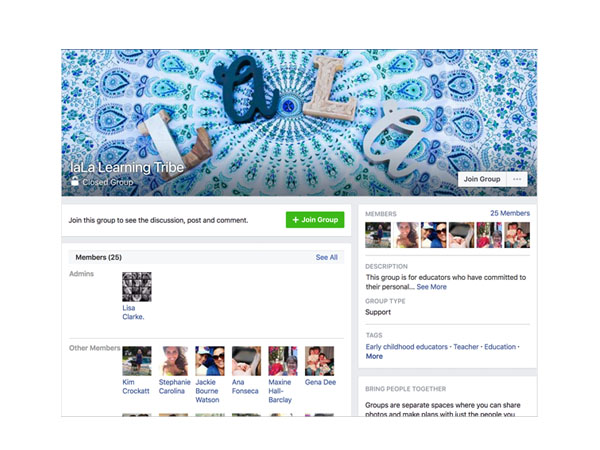 LaLa
laLa Learning Tribe
Closed Group
Join Group
...
Join this group to see the discussion, post and comment.
+ Join Group
Members (25)
See All
Admins
Lisa
Clarke.
Other Members
Kim
Crockatt
Stephanie
Carolina
Jackie
Bourne
Watson
Ana
Fonseca
Maxine
Hall-
Barclay
Gena Dee
MEMBERS
25 Members
DESCRIPTION
This group is for educators who have committed to
their personal... See More
GROUP TYPE
Support
TAGS
Early childhood educators · Teacher · Education ·
More
BRING PEOPLE TOGETHER
Groups are separate spaces where you can share
photos and make plans with just the people you